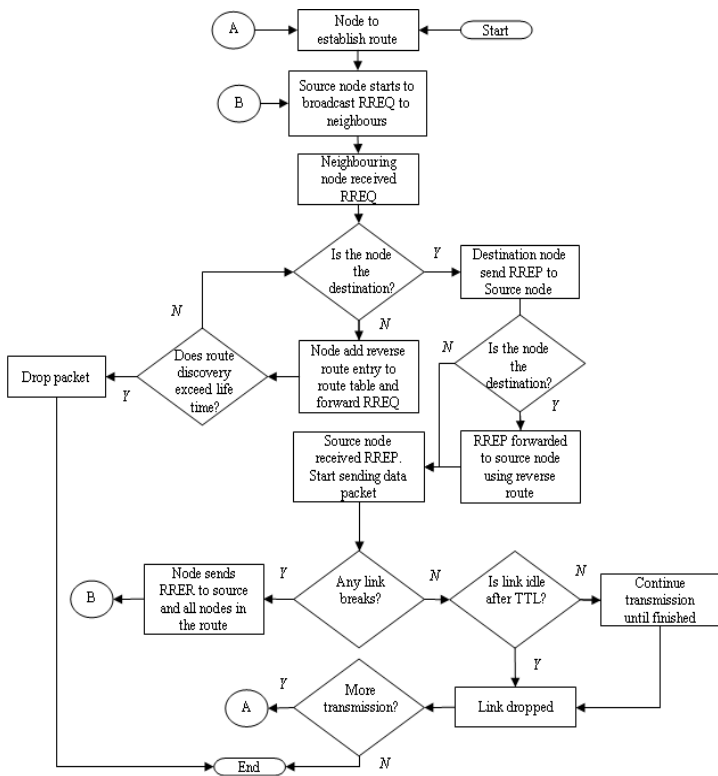 A
Node to
establish route
Start
B
Source node starts to
broadcast RREQ to
neighbours
Neighbouring
node received
RREQ
Is the node
the
destination?
Y
Destination node
send RREP to
Source node
N
N
Drop packet
Y
Does route
discovery
exceed life
time?
Node add reverse
route entry to
route table and
forward RREQ
N
Is the node
the
destination?
Y
Source node
received RREP.
Start sending data
packet
RREP forwarded
to source node
using reverse
route
B
Node sends
RRER to source
and all nodes in
the route
Y
Any link
breaks?
N
Is link idle
after TTL?
N
Continue
transmission
until finished
Y
A
Y
More
transmission?
Link dropped
N
End